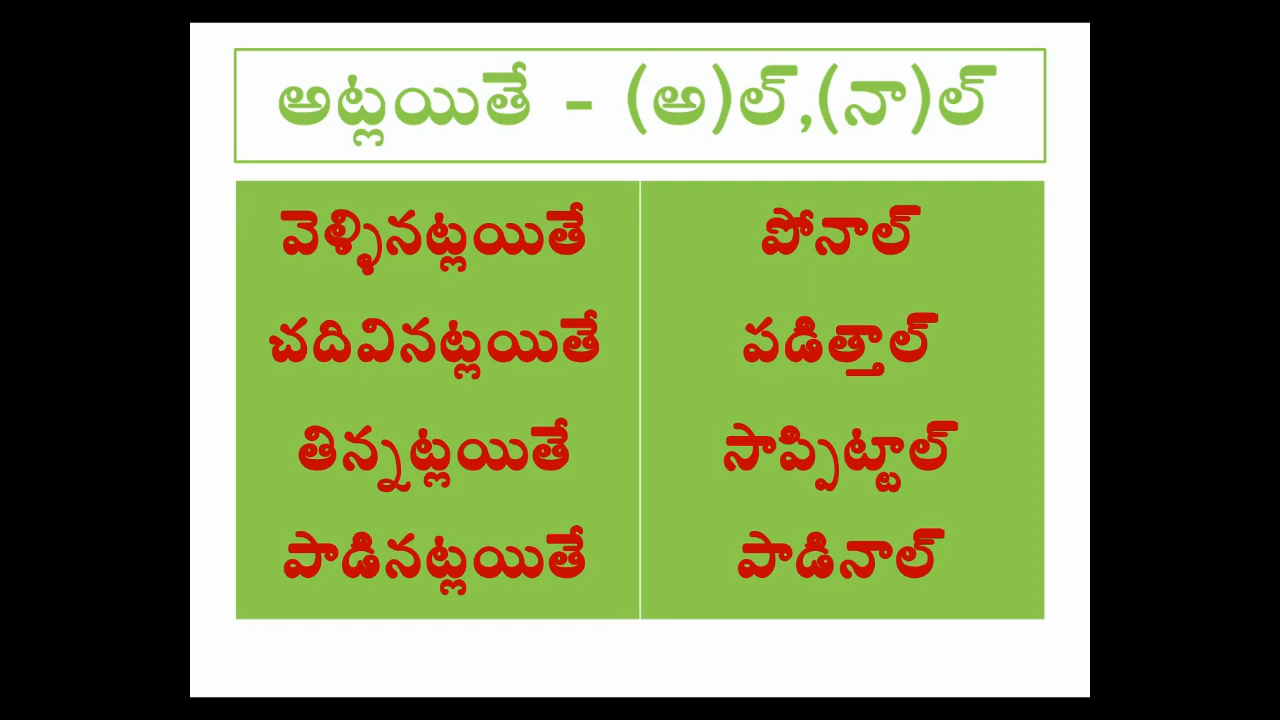 అట్లయితే - (అ)ల్,(నా)ల్
వెళ్ళినట్లయితే పోనాల్
చదివినట్లయితే పడిత్తాల్
తిన్నట్లయితే సాప్పిట్టాల్
పాడినట్లయితే పాడినాల్